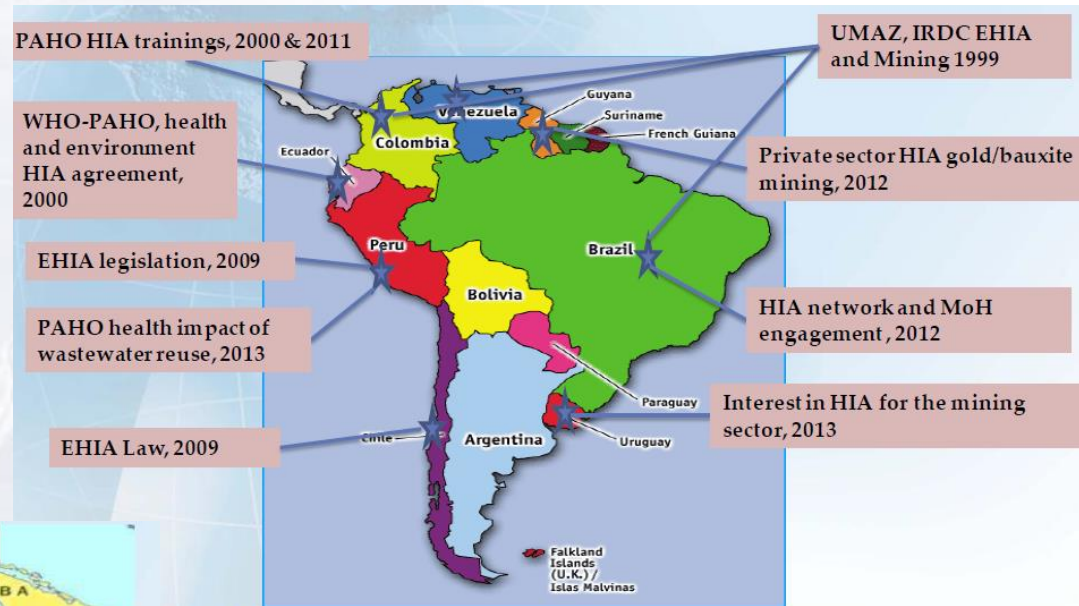 PAHO HIA trainings, 2000 & 2011
WHO-PAHO, health
and environment
HIA agreement,
2000
EHIA legislation, 2009
PAHO health impact of
wastewater reuse, 2013
EHIA Law, 2009
UMAZ, IRDC EHIA
and Mining 1999
Private sector HIA gold/bauxite
mining, 2012
HIA network and MoH
engagement, 2012
Interest in HIA for the mining
sector, 2013
Venezuela
Guyana
Suriname
French Guiana
Colombia
Ecuador
Peru
Brazil
Bolivia
Paraguay
Chile
Argentina
Uruguay
Falkland
Islands
(U.K.)/
Islas Malvinas
B A